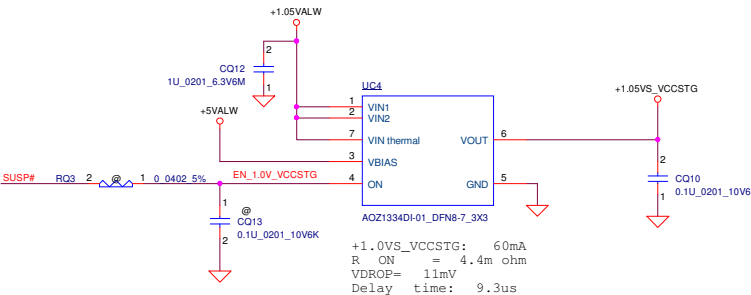 +1.05VALW
2
CQ12
1U_0201_6.3V6M
1
UC4
+1.05VS_VCCSTG
1 VIN1
2 VIN2
+5VALW
7 VIN thermal VOUT 6
3 VBIAS
SUSP# RQ3 2 @ 1 0_0402_5% EN_1.0V_VCCSTG 4 ON GND 5
2
CQ10
0.1U_0201_10V6
1
1 @
CQ13
0.1U_0201_10V6K
2
AOZ1334DI-01_DFN8-7_3X3
+1.0VS_VCCSTG: 60mA
R ON = 4.4m ohm
VDROP= 11mV
Delay time: 9.3us